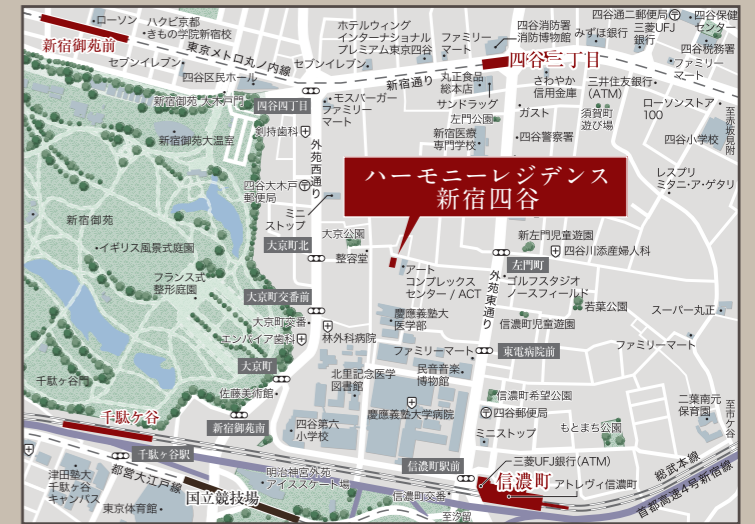 ローソン
ハクビ京都
きもの学院新宿校
新宿御苑前
東京メトロ丸ノ内線
セブンイレブン
四谷区民ホール
セブンイレブン
ホテルウィング
インターナショナル
プレミアム東京四谷
ファミリー
マート
四谷消防署
消防博物館
四谷通二郵便局
みずほ銀行
三菱UFJ
銀行
四谷保健
センター
四谷税務署
ファミリー
マート
四谷三丁目
新宿通り
丸正食品
総本店
さわやか
信用金庫
三井住友銀行
(ATM)
サンドラッグ
新宿御苑 大木戸門
四谷四丁目
モスバーガー
ファミリー
マート
左門公園
ガスト
須賀町
遊び場
ローソンストア
100
至赤坂見附
剣持歯科
新宿御苑大温室
外苑西通り
新宿医療
専門学校
四谷警察署
四谷小学校
ハーモニーレジデンス
新宿四谷
レスプリ
ミタニ・ア・ゲタリ
四谷大木戸
郵便局
ミニ
ストップ
新宿御苑
イギリス風景式庭園
大京町北
大京公園
整容堂
新左門児童遊園
四谷川添産婦人科
左門町
フランス式
整形庭園
アート
コンプレックス
センター / ACT
外苑東通り
ゴルフスタジオ
ノースフィールド
大京町交番前
大京町交番
慶應義塾大
医学部
若葉公園
スーパー丸正
信濃町児童遊園
エンパイア歯科
林外科病院
ファミリーマート
東電病院前
ファミリーマート
大京町
千駄ケ谷門
佐藤美術館
北里記念医学
図書館
民音音楽
博物館
慶應義塾大学病院
信濃町希望公園
四谷郵便局
二葉南元
保育園
至市ケ谷
千駄ケ谷
新宿御苑南
四谷第六
小学校
ミニストップ
もとまち公園
千駄ケ谷駅
信濃町駅前
三菱UFJ銀行(ATM)
信濃町
アトレヴィ信濃町
総武本線
首都高速4号新宿線
津田塾大
千駄ケ谷
キャンパス
都営大江戸線
東京体育館
国立競技場
明治神宮外苑
アイススケート場
信濃町交番
至汐留